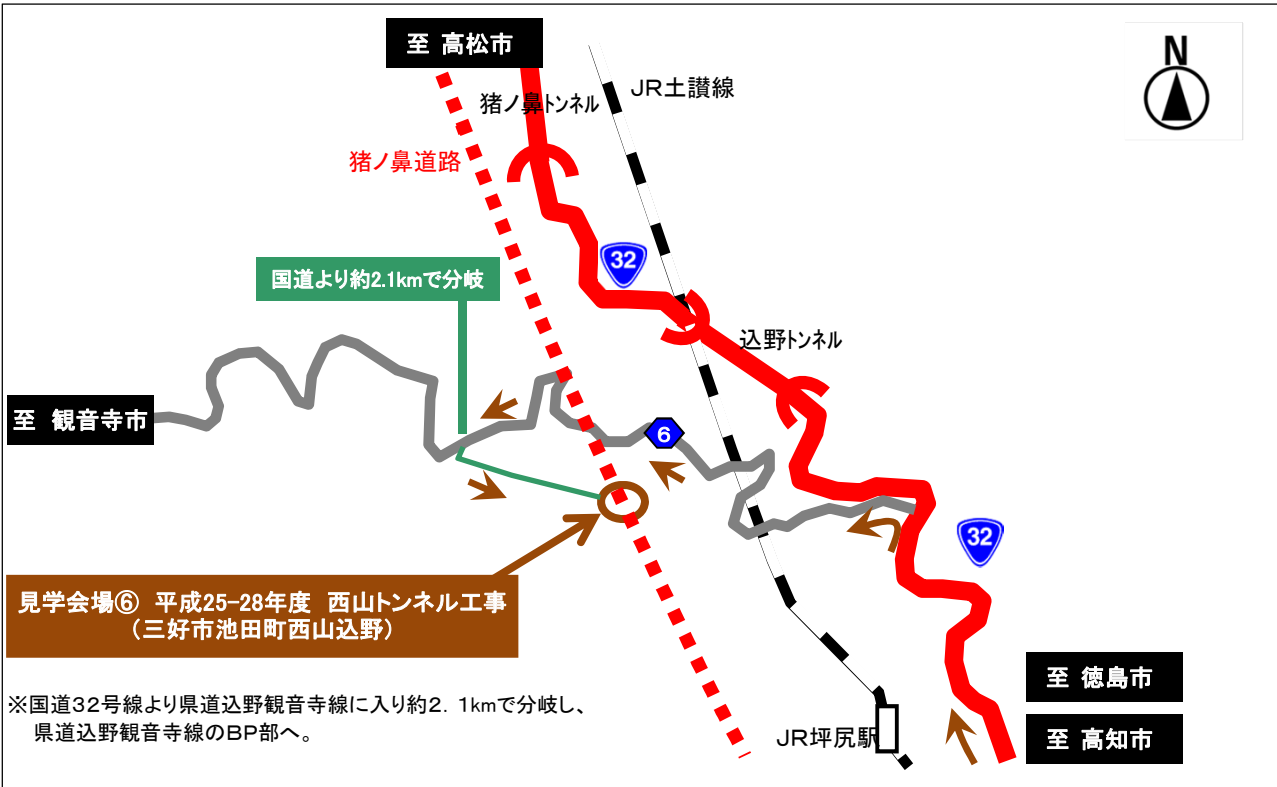 至 高松市
N
JR土讃線
猪ノ鼻トンネル
猪ノ鼻道路
32
国道より約2.1kmで分岐
込野トンネル
至 観音寺市
6
32
見学会場⑥ 平成25-28年度 西山トンネル工事
(三好市池田町西山込野)
至 徳島市
※国道32号線より県道込野観音寺線に入り約2．1kmで分岐し、
県道込野観音寺線のBP部へ。
JR坪尻駅
至 高知市